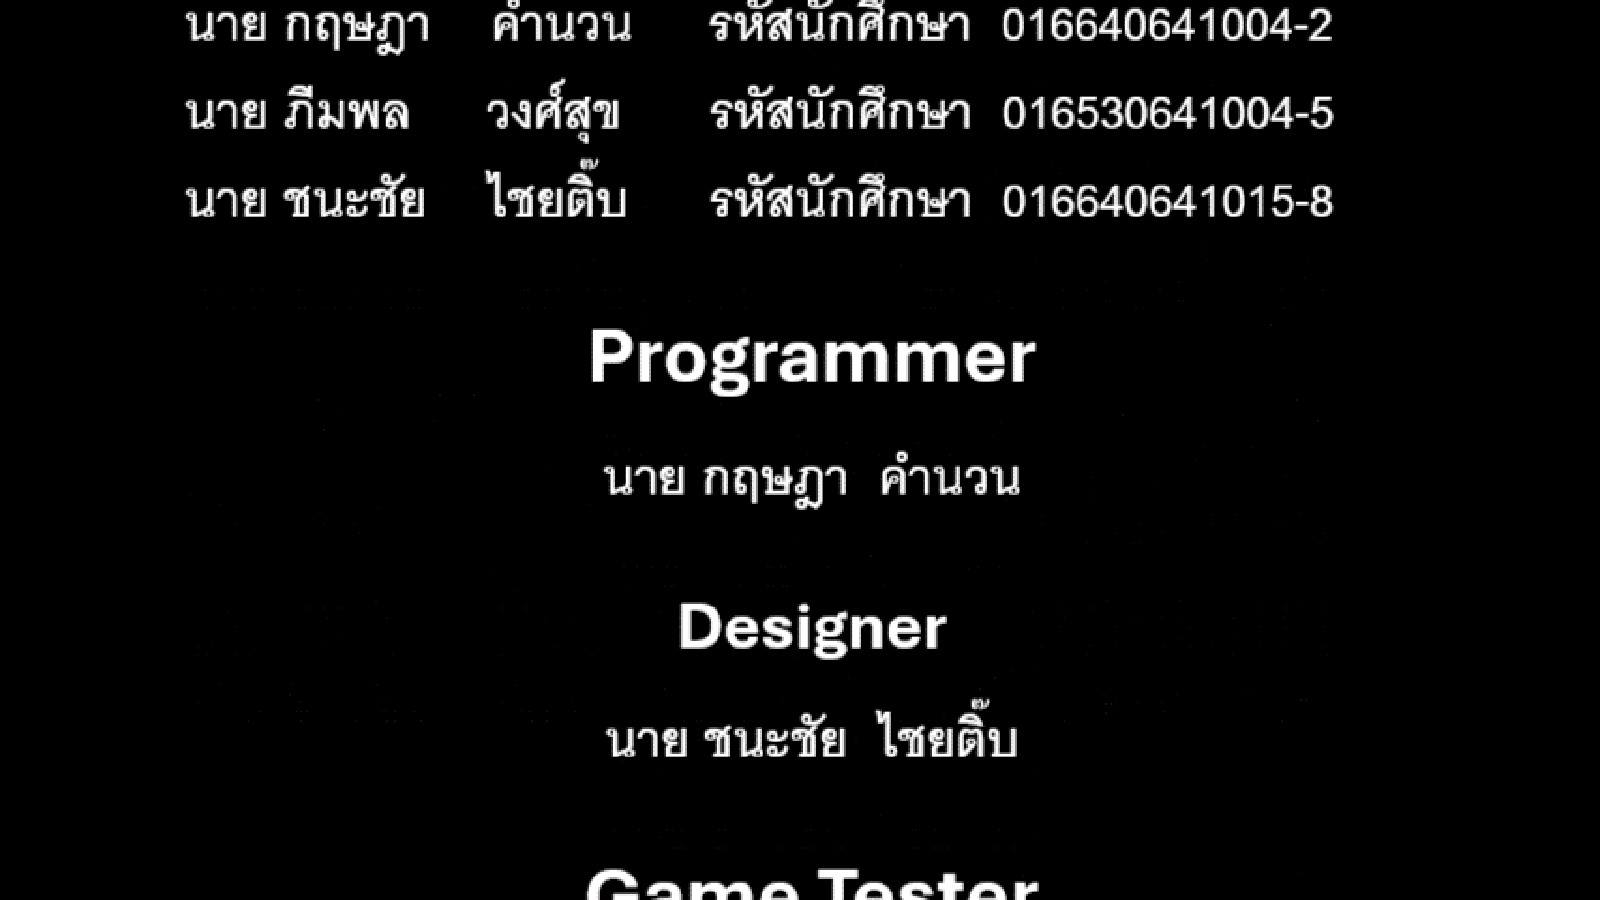 นาย กฤษฎา คำนวน รหัสนักศึกษา 016640641004-2
นาย ภีมพล วงศ์สุข รหัสนักศึกษา 016530641004-5
นาย ชนะชัย ไชยติ๊บ รหัสนักศึกษา 016640641015-8
Programmer
นาย กฤษฎา คำนวน
Designer
นาย ชนะชัย ไชยติ๊บ
Game Tester